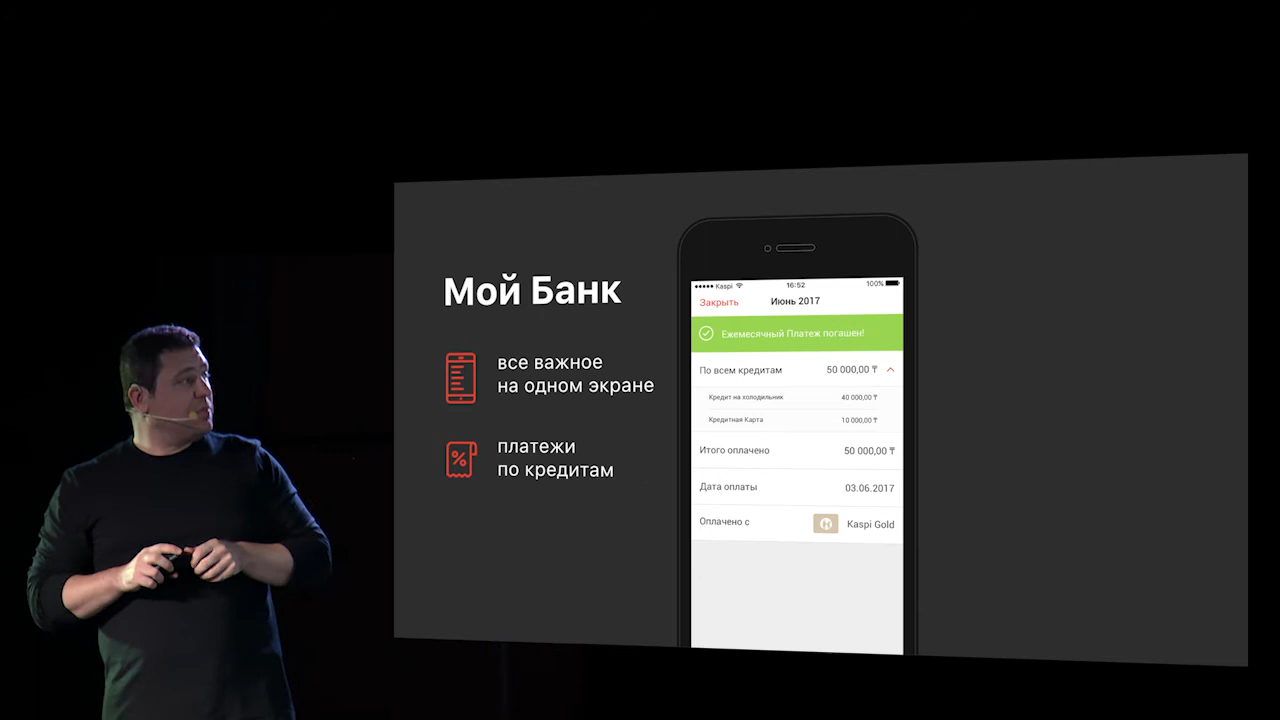 Мой Банк
все важное
на одном экране
платежи
по кредитам
Kaspi
16:52
100%
Закрыть
Июнь 2017
Ежемесячный Платеж погашен!
По всем кредитам 50 000,00 ₸
Кредит на холодильник 40 000,00 ₸
Кредитная Карта 10 000,00 ₸
Итого оплачено 50 000,00 ₸
Дата оплаты 03.06.2017
Оплачено с Kaspi Gold